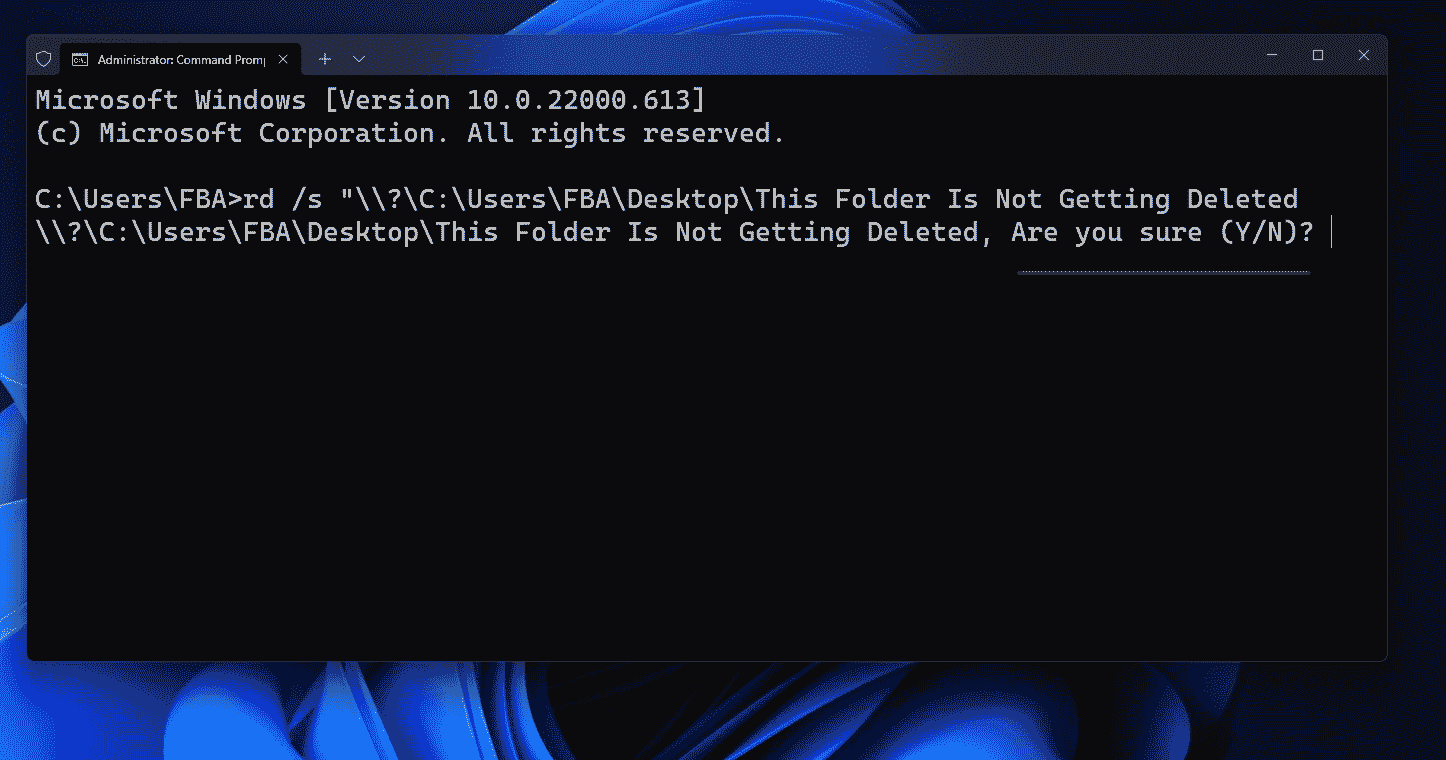 Administrator: Command Prom
Microsoft Windows [Version 10.0.22000.613]
(c) Microsoft Corporation. All rights reserved.
C:\Users\FBA>rd /s "\\?\C:\Users\FBA\Desktop\This Folder Is Not Getting Deleted
\\?\C:\Users\FBA\Desktop\This Folder Is Not Getting Deleted, Are you sure (Y/N)?